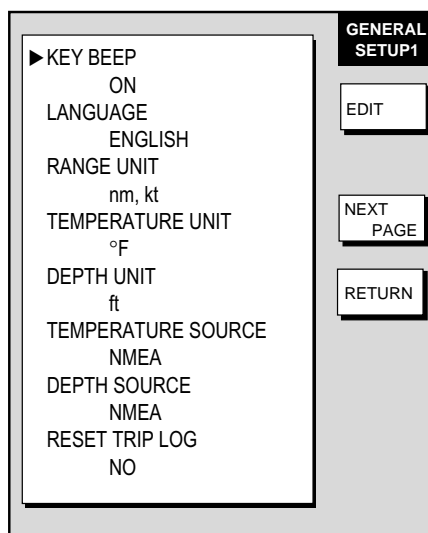 ▶KEY BEEP
ON
LANGUAGE
ENGLISH
RANGE UNIT
nm, kt
TEMPERATURE UNIT
°F
DEPTH UNIT
ft
TEMPERATURE SOURCE
NMEA
DEPTH SOURCE
NMEA
RESET TRIP LOG
NO
GENERAL
SETUP1
EDIT
NEXT
PAGE
RETURN